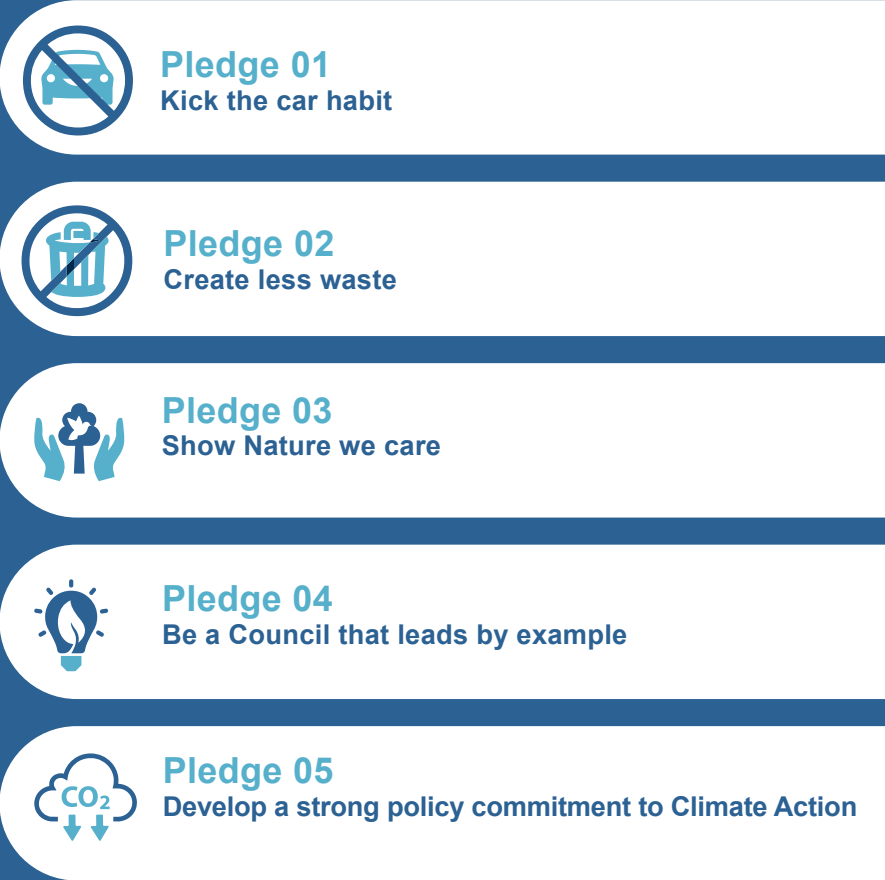 Pledge 01
Kick the car habit
Pledge 02
Create less waste
Pledge 03
Show Nature we care
Pledge 04
Be a Council that leads by example
Pledge 05
Develop a strong policy commitment to Climate Action
CO₂